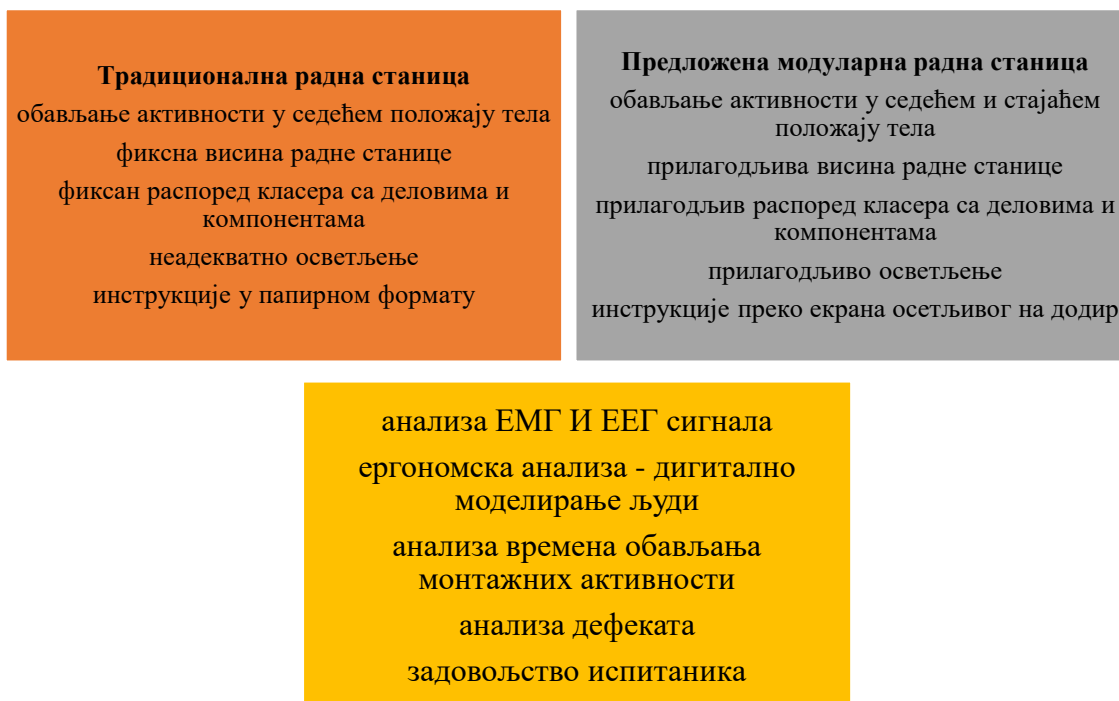 Традиционална радна станица
обављање активности у седећем положају тела
фиксна висина радне станице
фиксан распоред класера са деловима и
компонентама
неадекватно осветљење
инструкције у папирном формату
Предложена модуларна радна станица
обављање активности у седећем и стајаћем
положају тела
прилагодљива висина радне станице
прилагодљив распоред класера са деловима и
компонентама
прилагодљиво осветљење
инструкције преко екрана осетљивог на додир
анализа ЕМГ И ЕЕГ сигнала
ергономска анализа - дигитално
моделирање људи
анализа времена обављања
монтажних активности
анализа дефеката
задовољство испитаника